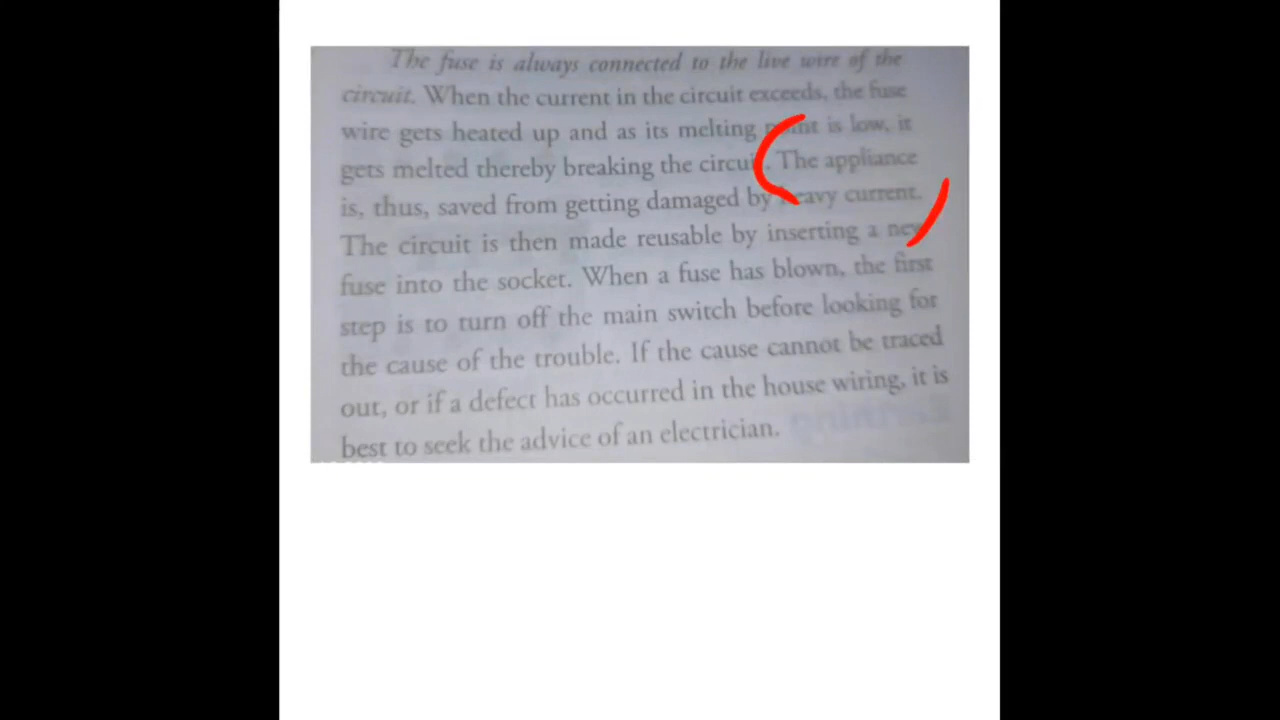 The fuse is always connected to the live wire of the
circuit. When the current in the circuit exceeds, the fuse
wire gets heated up and as its melting point is low, it
gets melted thereby breaking the circuit. The appliance
is, thus, saved from getting damaged by heavy current.
The circuit is then made reusable by inserting a new
fuse into the socket. When a fuse has blown, the first
step is to turn off the main switch before looking for
the cause of the trouble. If the cause cannot be traced
out, or if a defect has occurred in the house wiring, it is
best to seek the advice of an electrician.